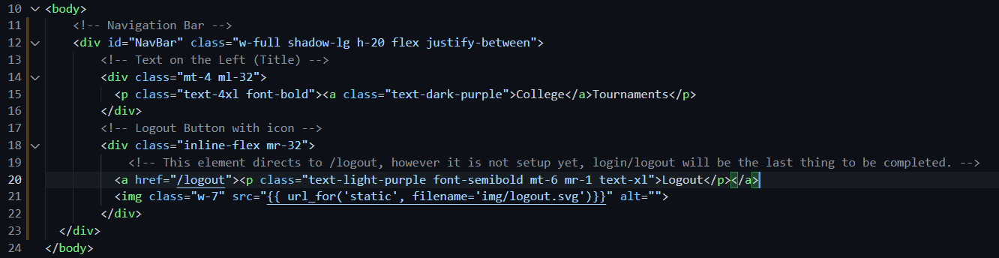 10 <body>
11 <!-- Navigation Bar -->
12 <div id="NavBar" class="w-full shadow-lg h-20 flex justify-between">
13 <!-- Text on the Left (Title) -->
14 <div class="mt-4 ml-32">
15 <p class="text-4xl font-bold"><a class="text-dark-purple">College</a>Tournaments</p>
16 </div>
17 <!-- Logout Button with icon -->
18 <div class="inline-flex mr-32">
19 <!-- This element directs to /logout, however it is not setup yet, login/logout will be the last thing to be completed. -->
20 <a href="/logout"><p class="text-light-purple font-semibold mt-6 mr-1 text-xl">Logout</p></a>
21 <img class="w-7" src="{{ url_for('static', filename='img/logout.svg')}}" alt="">
22 </div>
23 </div>
24 </body>